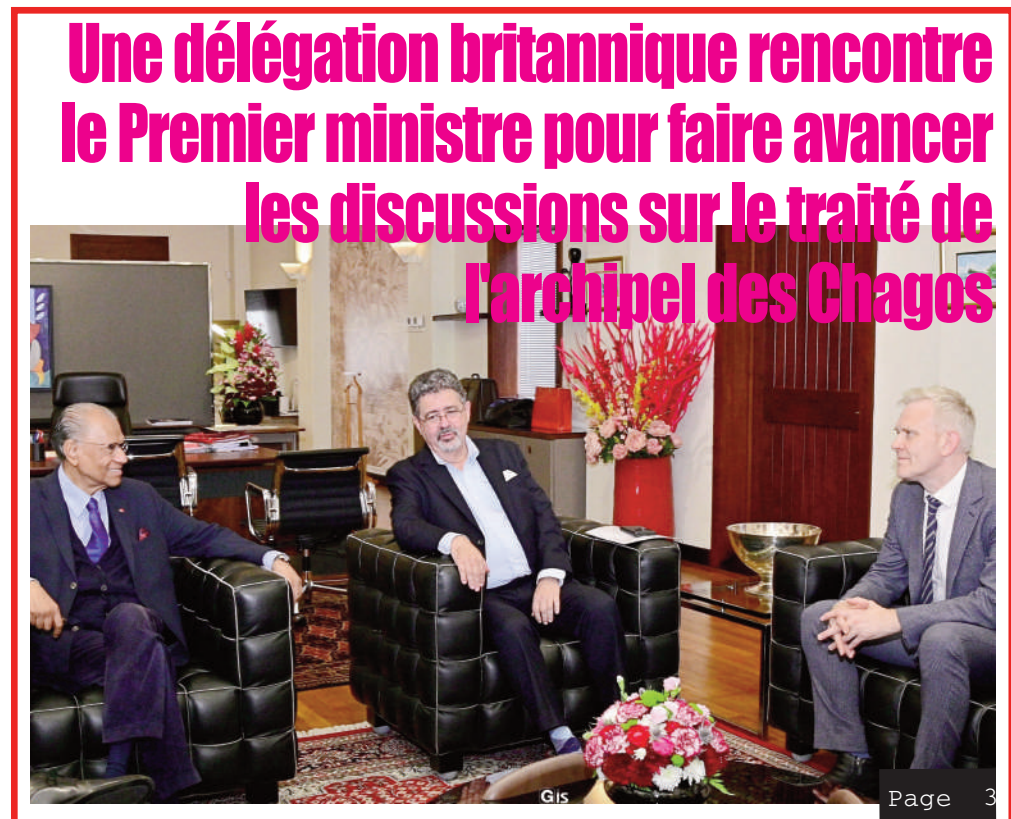 Une délégation britannique rencontre
le Premier ministre pour faire avancer
les discussions sur le traité de
l'archipel des Chagos
Gis
Page 3